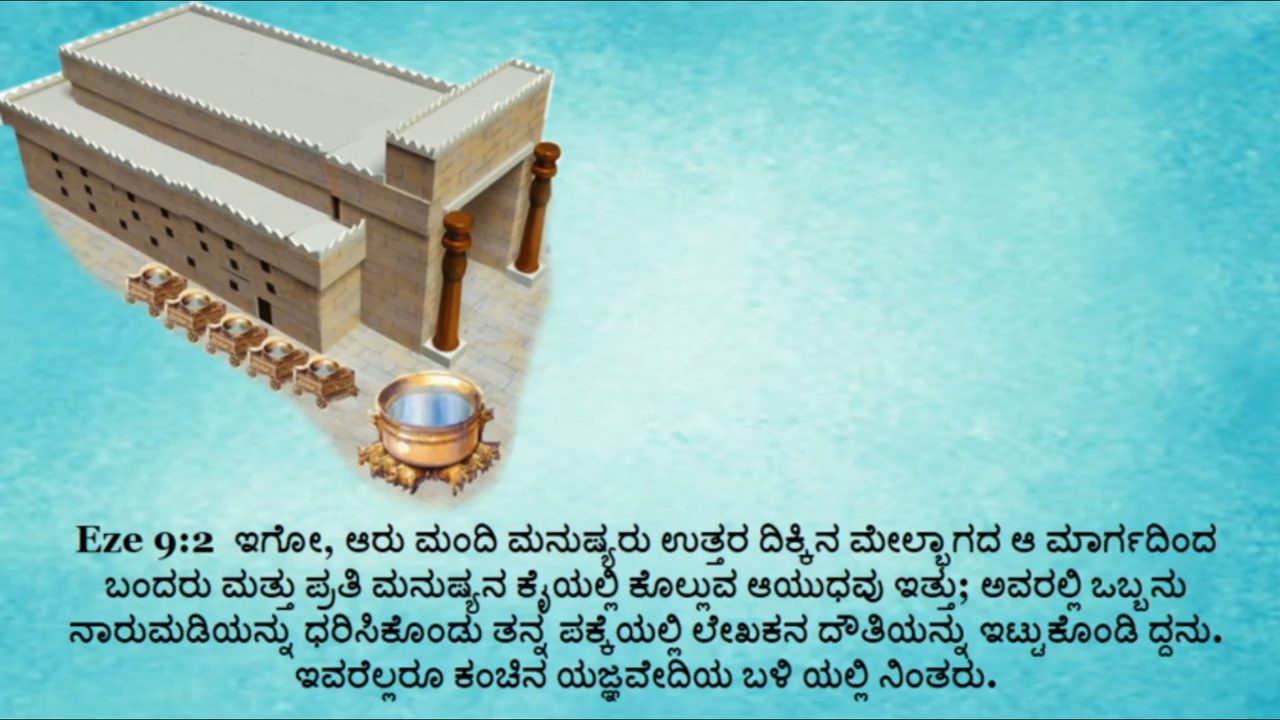 Eze 9:2 ಇಗೋ, ಆರು ಮಂದಿ ಮನುಷ್ಯರು ಉತ್ತರ ದಿಕ್ಕಿನ ಮೇಲ್ಭಾಗದ ಆ ಮಾರ್ಗದಿಂದ
ಬಂದರು ಮತ್ತು ಪ್ರತಿ ಮನುಷ್ಯನ ಕೈಯಲ್ಲಿ ಕೊಲ್ಲುವ ಆಯುಧವು ಇತ್ತು; ಅವರಲ್ಲಿ ಒಬ್ಬನು
ನಾರುಮಡಿಯನ್ನು ಧರಿಸಿಕೊಂಡು ತನ್ನ ಪಕ್ಕೆಯಲ್ಲಿ ಲೇಖಕನ ದೌತಿಯನ್ನು ಇಟ್ಟುಕೊಂಡಿ ದ್ದನು.
ಇವರೆಲ್ಲರೂ ಕಂಚಿನ ಯಜ್ಞವೇದಿಯ ಬಳಿ ಯಲ್ಲಿ ನಿಂತರು.